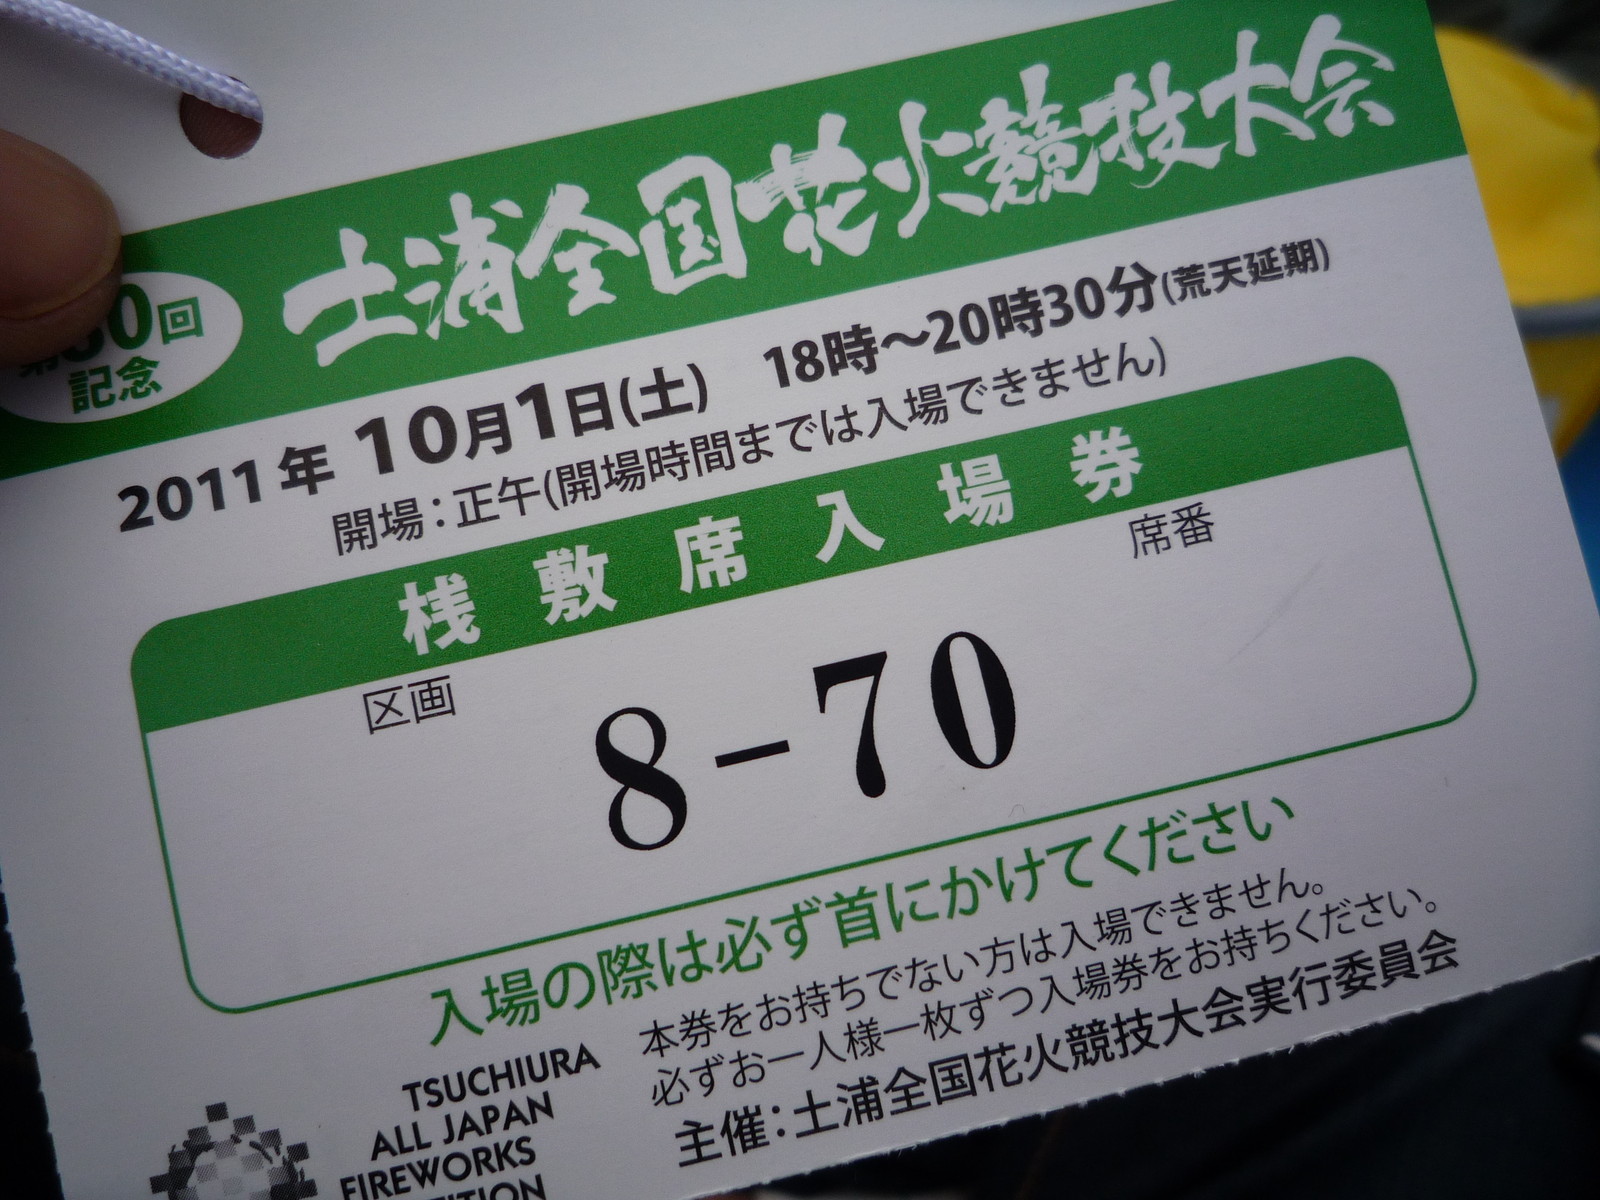 土浦全国花火競技大会
0回
記念
2011年 10月1日(土) 18時～20時30分(荒天延期)
開場：正午(開場時間までは入場できません)
桟敷席入場券
区画 席番
8-70
入場の際は必ず首にかけてください
本券をお持ちでない方は入場できません。
必ずお一人様一枚ずつ入場券をお持ちください。
主催：土浦全国花火競技大会実行委員会
TSUCHIURA
ALL JAPAN
FIREWORKS